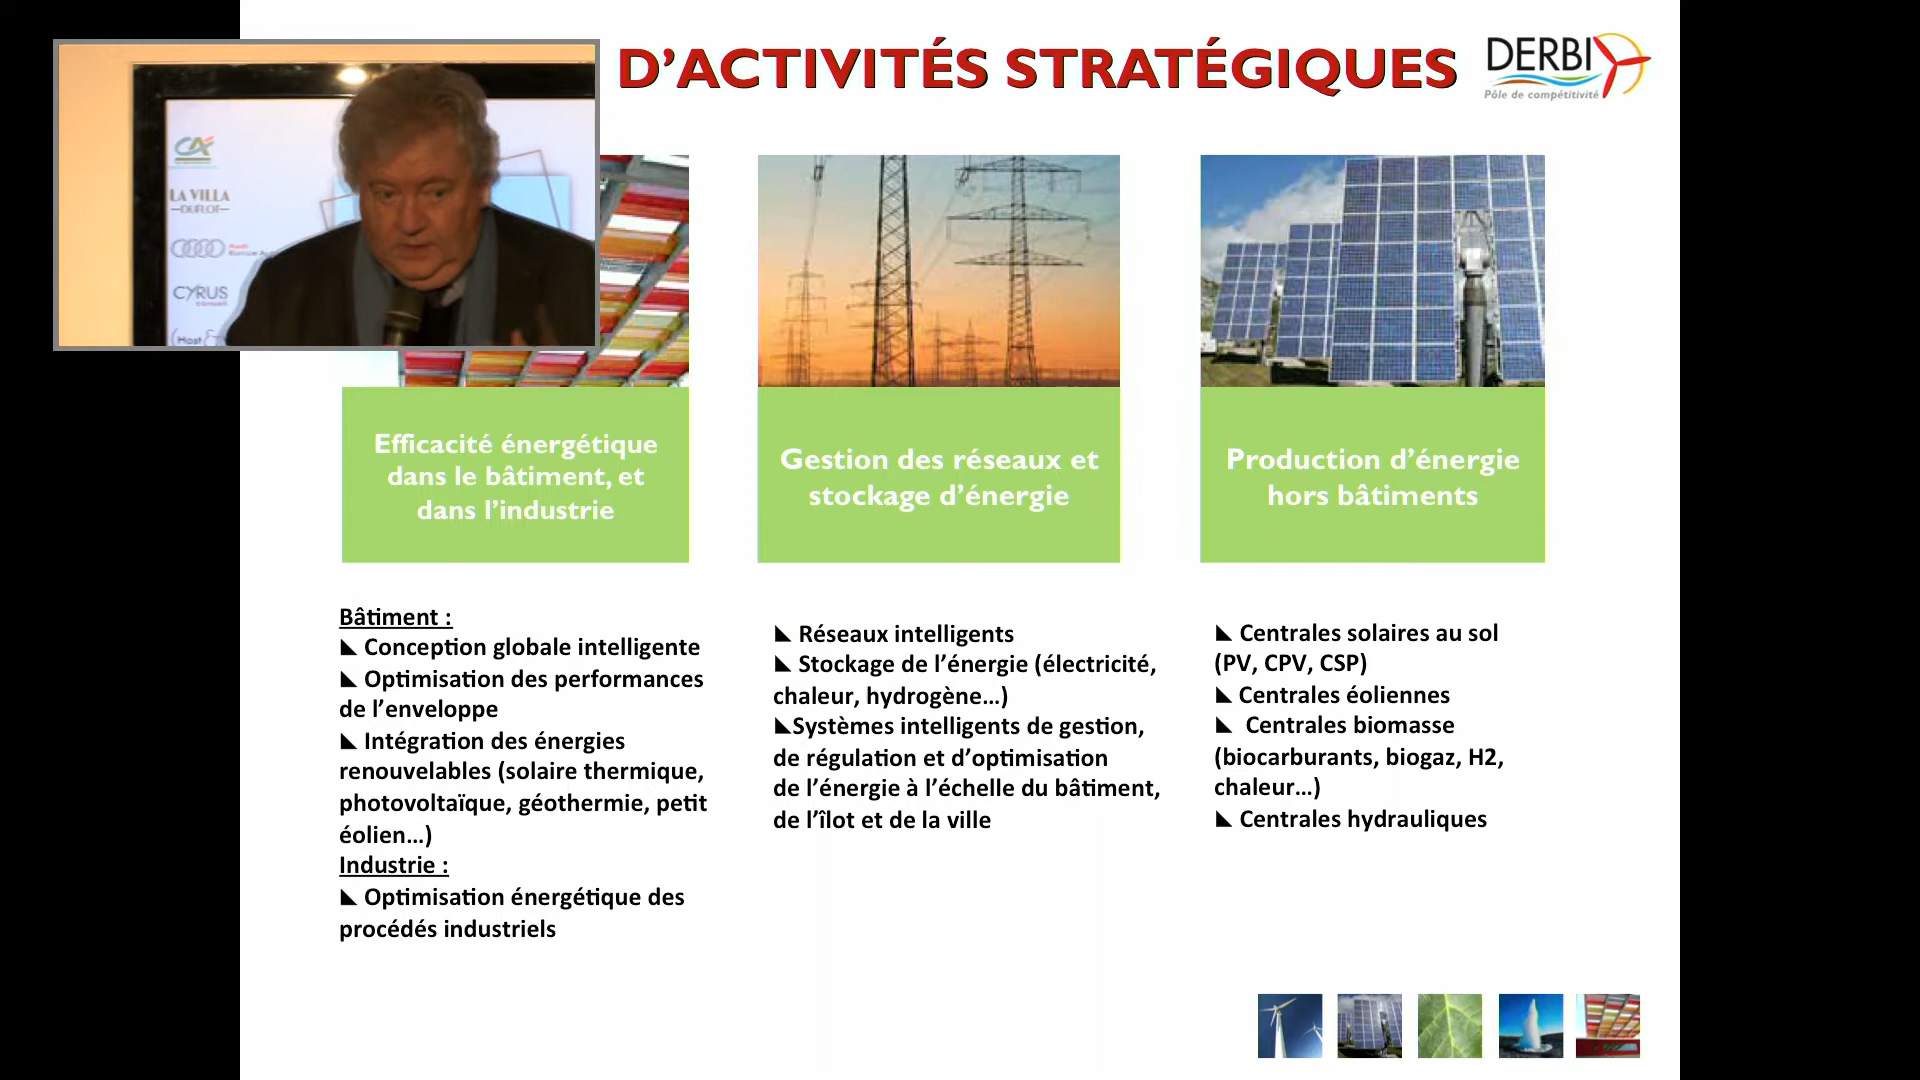 D’ACTIVITÉS STRATÉGIQUES
DERBI
Pôle de compétitivité
CA
LA VILLA
DUFLOT
Audi
CYRUS
conseil
Host &
Efficacité énergétique
dans le bâtiment, et
dans l’industrie
Gestion des réseaux et
stockage d’énergie
Production d’énergie
hors bâtiments
Bâtiment :
◣ Conception globale intelligente
◣ Optimisation des performances
de l’enveloppe
◣ Intégration des énergies
renouvelables (solaire thermique,
photovoltaïque, géothermie, petit
éolien…)
Industrie :
◣ Optimisation énergétique des
procédés industriels
◣ Réseaux intelligents
◣ Stockage de l’énergie (électricité,
chaleur, hydrogène…)
◣Systèmes intelligents de gestion,
de régulation et d’optimisation
de l’énergie à l’échelle du bâtiment,
de l’îlot et de la ville
◣ Centrales solaires au sol
(PV, CPV, CSP)
◣ Centrales éoliennes
◣ Centrales biomasse
(biocarburants, biogaz, H2,
chaleur…)
◣ Centrales hydrauliques